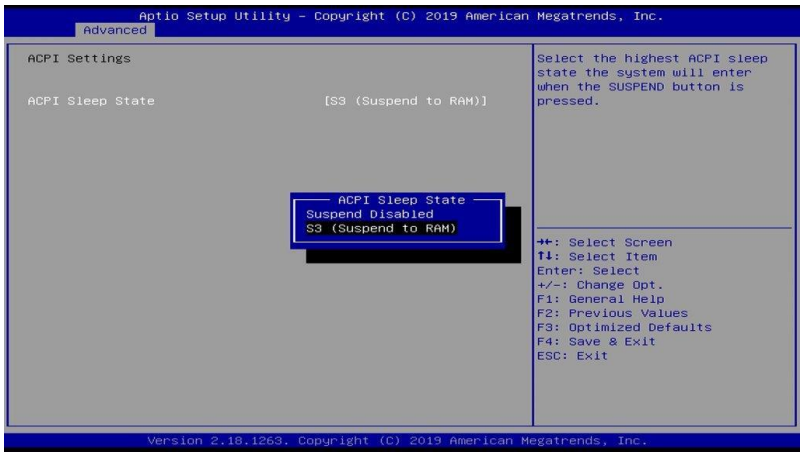 Aptio Setup Utility – Copyright (C) 2019 American Megatrends, Inc.
Advanced
ACPI Settings
ACPI Sleep State [S3 (Suspend to RAM)]
Select the highest ACPI sleep
state the system will enter
when the SUSPEND button is
pressed.
ACPI Sleep State
Suspend Disabled
S3 (Suspend to RAM)
→←: Select Screen
↑↓: Select Item
Enter: Select
+/-: Change Opt.
F1: General Help
F2: Previous Values
F3: Optimized Defaults
F4: Save & Exit
ESC: Exit
Version 2.18.1263. Copyright (C) 2019 American Megatrends, Inc.